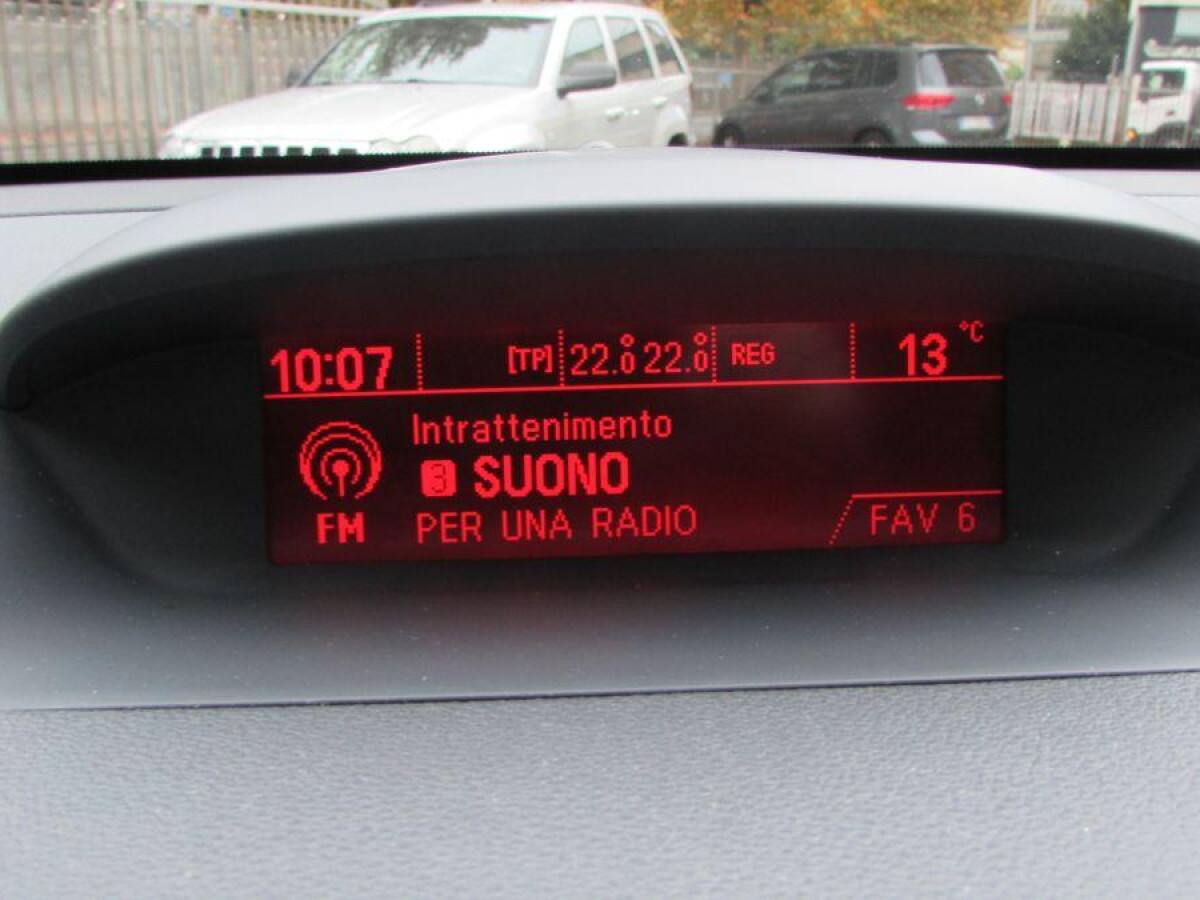 10:07 [TP] 22.0° 22.0° REG 13 °C
Intrattenimento
3 SUONO
FM PER UNA RADIO FAV 6